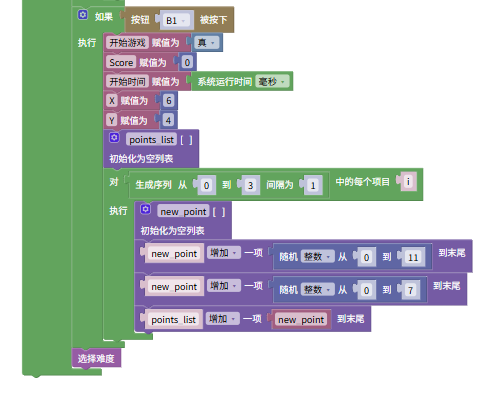 如果 按钮 B1 被按下
执行 开始游戏 赋值为 真
Score 赋值为 0
开始时间 赋值为 系统运行时间 毫秒
X 赋值为 6
Y 赋值为 4
points_list [ ]
初始化为空列表
对 生成序列 从 0 到 3 间隔为 1 中的每个项目 i
执行 new_point [ ]
初始化为空列表
new_point 增加 一项 随机 整数 从 0 到 11 到末尾
new_point 增加 一项 随机 整数 从 0 到 7 到末尾
points_list 增加 一项 new_point 到末尾
选择难度